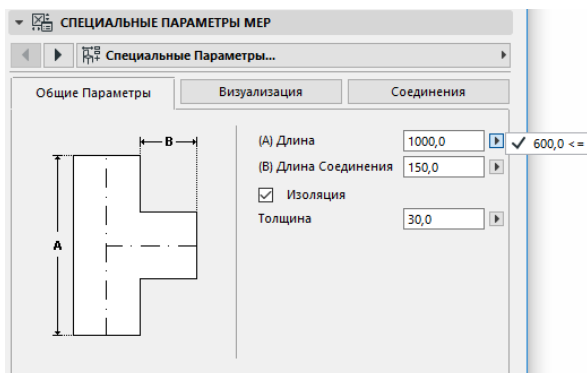 СПЕЦИАЛЬНЫЕ ПАРАМЕТРЫ МЕР
Специальные Параметры...
Общие Параметры Визуализация Соединения
B
A
(A) Длина 1000,0 600,0 <=
(B) Длина Соединения 150,0
Изоляция
Толщина 30,0